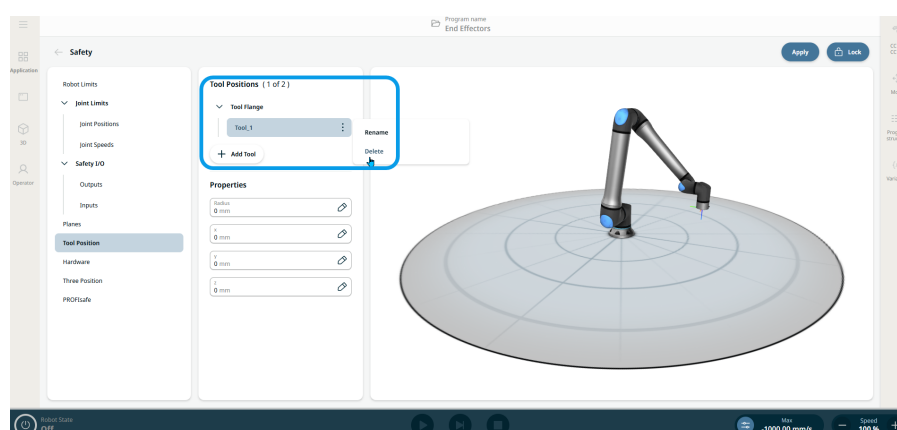 Program name
End Effectors
Safety
Apply
Lock
Application
3D
Operator
Robot Limits
Joint Limits
Joint Positions
Joint Speeds
Safety I/O
Outputs
Inputs
Planes
Tool Position
Hardware
Three Position
PROFIsafe
Tool Positions ( 1 of 2 )
Tool Flange
Tool_1
Rename
Delete
Add Tool
Properties
Radius
0 mm
X
0 mm
Y
0 mm
Z
0 mm
Robot State
Off
Max
-1000.00 mm/s
Speed
100 %